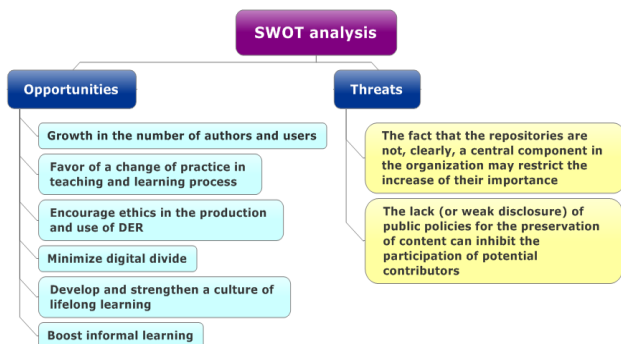 SWOT analysis
Opportunities
Growth in the number of authors and users
Favor of a change of practice in
teaching and learning process
Encourage ethics in the production
and use of DER
Minimize digital divide
Develop and strengthen a culture of
lifelong learning
Boost informal learning
Threats
The fact that the repositories are
not, clearly, a central component in
the organization may restrict the
increase of their importance
The lack (or weak disclosure) of
public policies for the preservation
of content can inhibit the
participation of potential
contributors